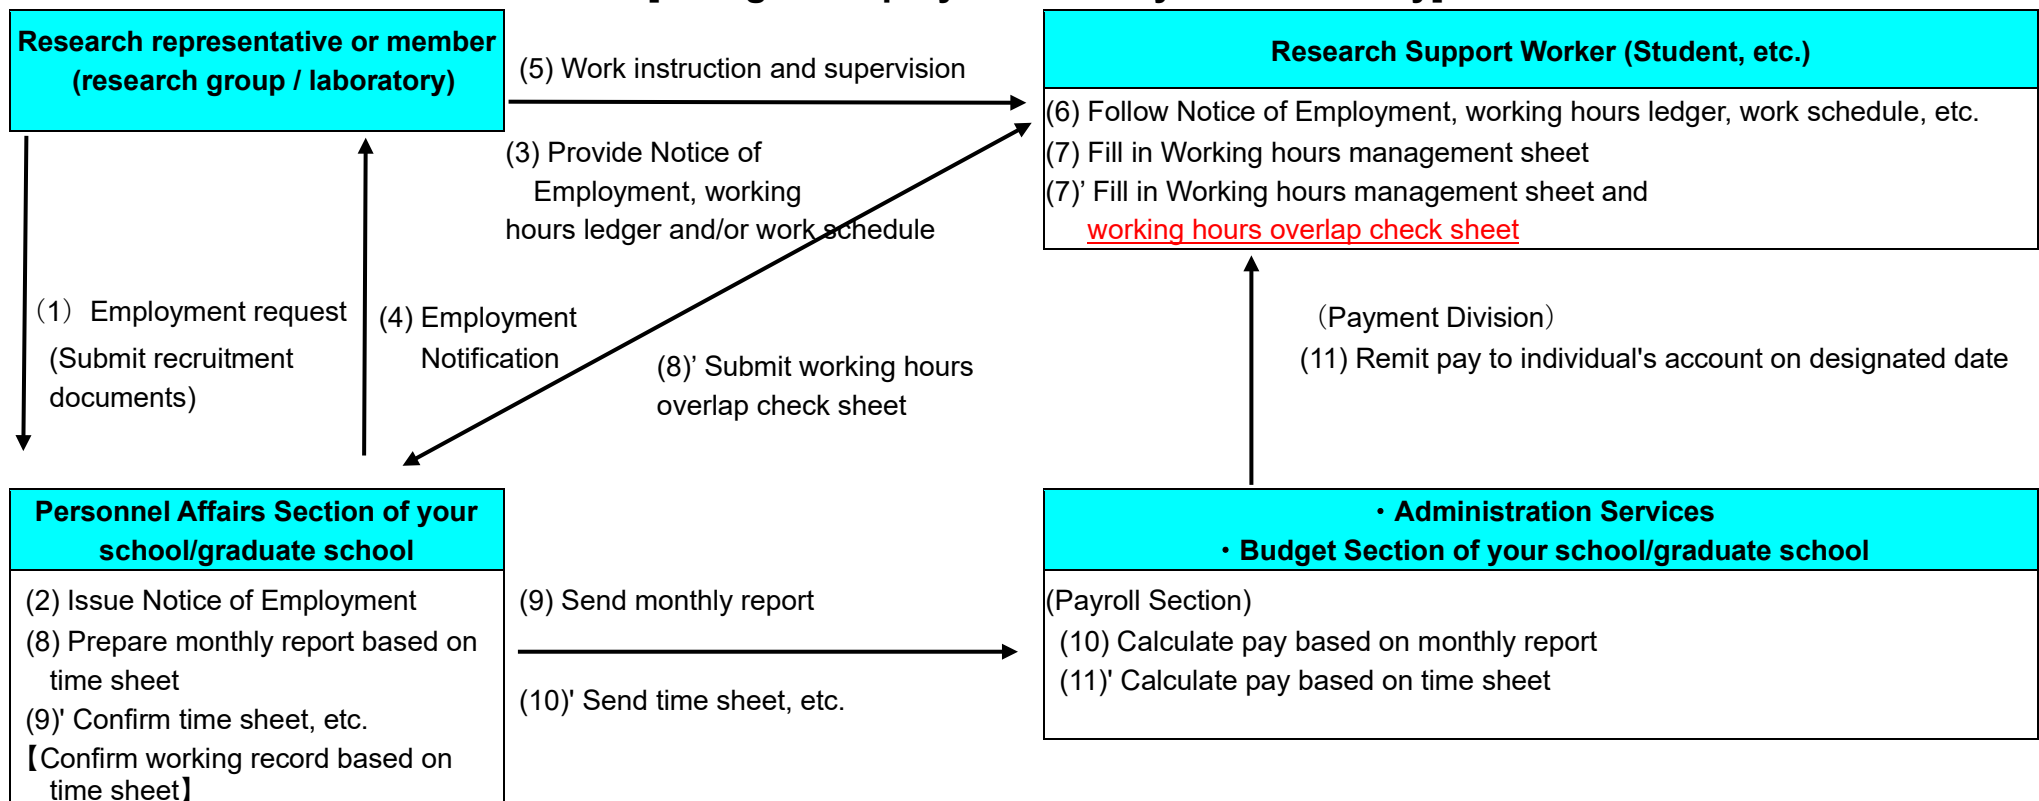 Research representative or member
(research group / laboratory)
(5) Work instruction and supervision
Research Support Worker (Student, etc.)
(6) Follow Notice of Employment, working hours ledger, work schedule, etc.
(7) Fill in Working hours management sheet
(7)’ Fill in Working hours management sheet and
working hours overlap check sheet
(3) Provide Notice of
Employment, working
hours ledger and/or work schedule
（1） Employment request
(Submit recruitment
documents)
(4) Employment
Notification
(8)’ Submit working hours
overlap check sheet
（Payment Division）
(11) Remit pay to individual's account on designated date
Personnel Affairs Section of your
school/graduate school
(2) Issue Notice of Employment
(8) Prepare monthly report based on
time sheet
(9)' Confirm time sheet, etc.
【Confirm working record based on
time sheet】
(9) Send monthly report
(10)' Send time sheet, etc.
・Administration Services
・Budget Section of your school/graduate school
(Payroll Section)
(10) Calculate pay based on monthly report
(11)' Calculate pay based on time sheet